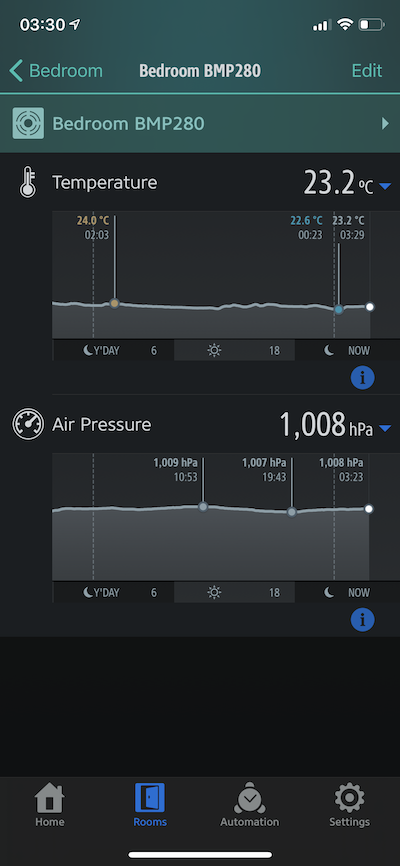 03:30
Bedroom Bedroom BMP280 Edit
Bedroom BMP280
Temperature 23.2 °C
24.0 °C 22.6 °C 23.2 °C
02:03 00:23 03:29
Y'DAY 6 18 NOW
i
Air Pressure 1,008 hPa
1,009 hPa 1,007 hPa 1,008 hPa
10:53 19:43 03:23
Y'DAY 6 18 NOW
i
Home Rooms Automation Settings